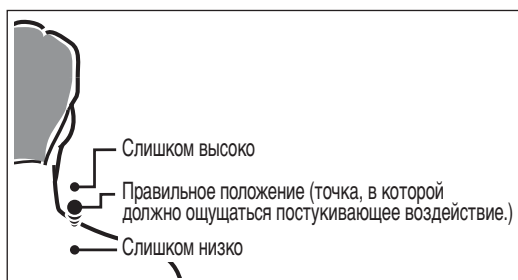 Слишком высоко
Правильное положение (точка, в которой
должно ощущаться постукивающее воздействие.)
Слишком низко